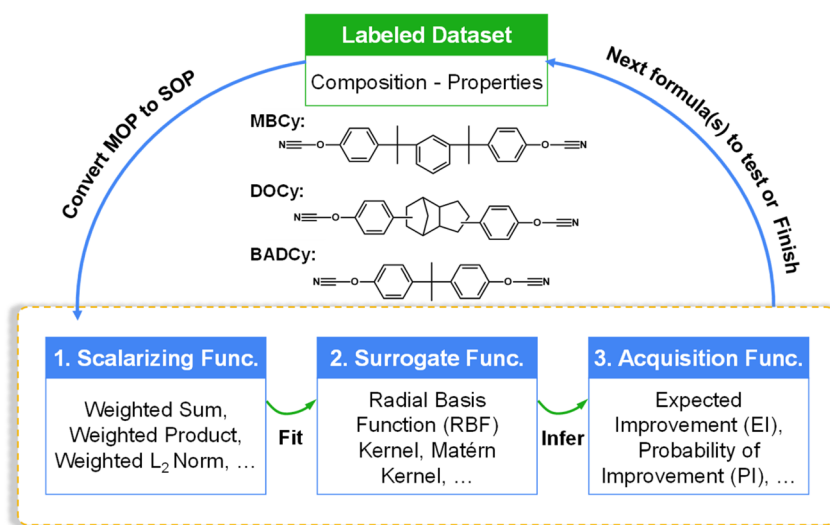 Labeled Dataset
Composition - Properties
Convert MOP to SOP
Next formula(s) to test or Finish
MBCy:
N
O
O
N
DOCy:
N
O
O
N
BADCy:
N
O
O
N
1. Scalarizing Func.
Weighted Sum,
Weighted Product,
Weighted L2 Norm, …
Fit
2. Surrogate Func.
Radial Basis
Function (RBF)
Kernel, Matérn
Kernel, …
Infer
3. Acquisition Func.
Expected
Improvement (EI),
Probability of
Improvement (PI), …